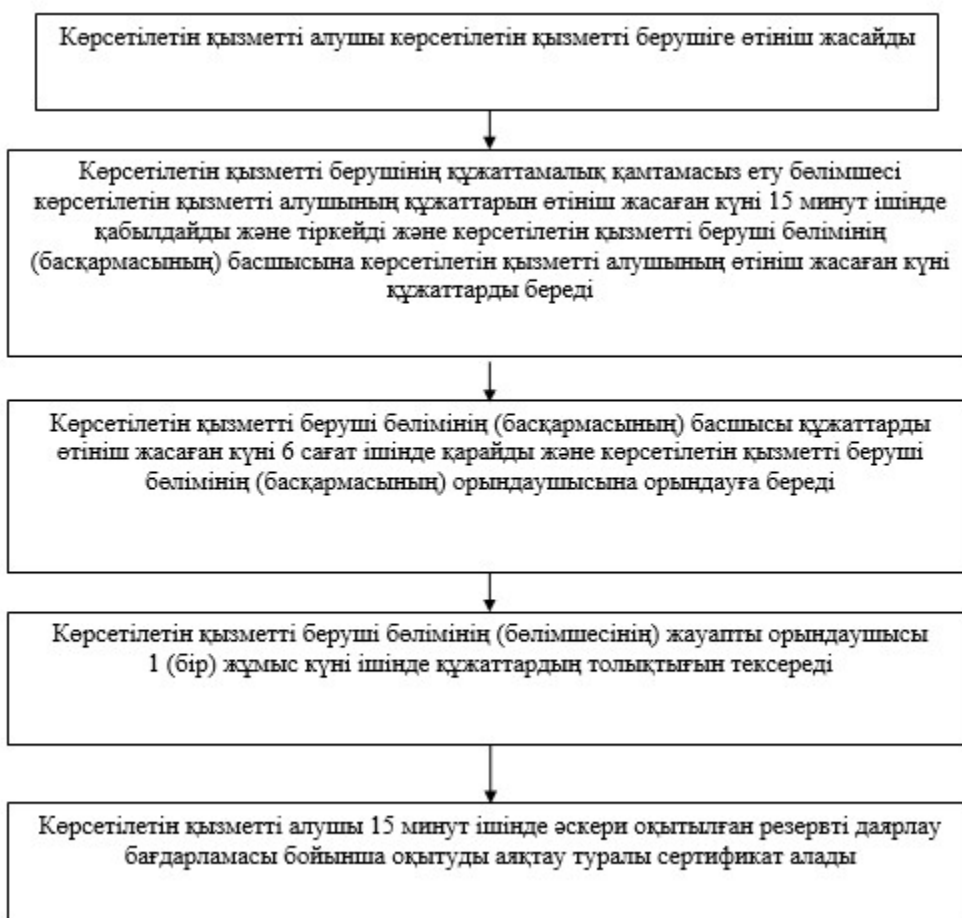 Көрсетілетін қызметті алушы көрсетілетін қызметті берушіге өтініш жасайды
Көрсетілетін қызметті берушінің құжаттамалық қамтамасыз ету бөлімшесі
көрсетілетін қызметті алушының құжаттарын өтініш жасаған күні 15 минут ішінде
қабылдайды және тіркейді және көрсетілетін қызметті беруші бөлімінің
(басқармасының) басшысына көрсетілетін қызметті алушының өтініш жасаған күні
құжаттарды береді
Көрсетілетін қызметті беруші бөлімінің (басқармасының) басшысы құжаттарды
өтініш жасаған күні 6 сағат ішінде қарайды және көрсетілетін қызметті беруші
бөлімінің (басқармасының) орындаушысына орындауға береді
Көрсетілетін қызметті беруші бөлімінің (бөлімшесінің) жауапты орындаушысы
1 (бір) жұмыс күні ішінде құжаттардың толықтығын тексереді
Көрсетілетін қызметті алушы 15 минут ішінде әскери оқытылған резервті даярлау
бағдарламасы бойынша оқытуды аяқтау туралы сертификат алады